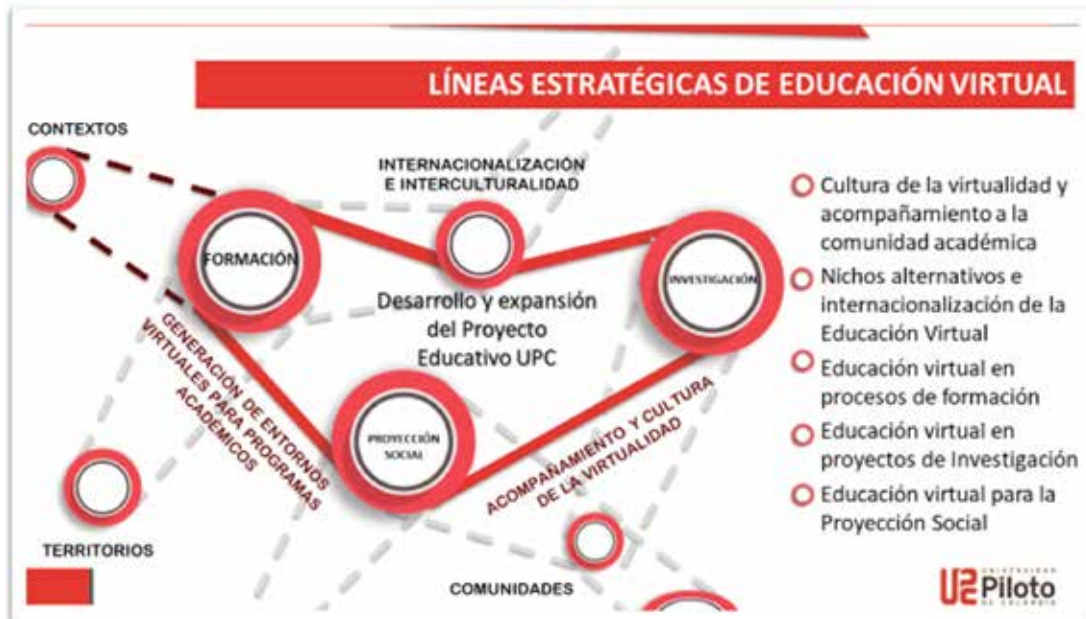 LÍNEAS ESTRATÉGICAS DE EDUCACIÓN VIRTUAL
CONTEXTOS
INTERNACIONALIZACIÓN
E INTERCULTURALIDAD
FORMACIÓN
INVESTIGACIÓN
Desarrollo y expansión
del Proyecto
Educativo UPC
GENERACIÓN DE ENTORNOS
VIRTUALES PARA PROGRAMAS
ACADÉMICOS
PROYECCIÓN
SOCIAL
ACOMPAÑAMIENTO Y CULTURA
DE LA VIRTUALIDAD
TERRITORIOS
COMUNIDADES
Cultura de la virtualidad y
acompañamiento a la
comunidad académica
Nichos alternativos e
internacionalización de la
Educación Virtual
Educación virtual en
procesos de formación
Educación virtual en
proyectos de Investigación
Educación virtual para la
Proyección Social
UNIVERSIDAD
Piloto
DE COLOMBIA